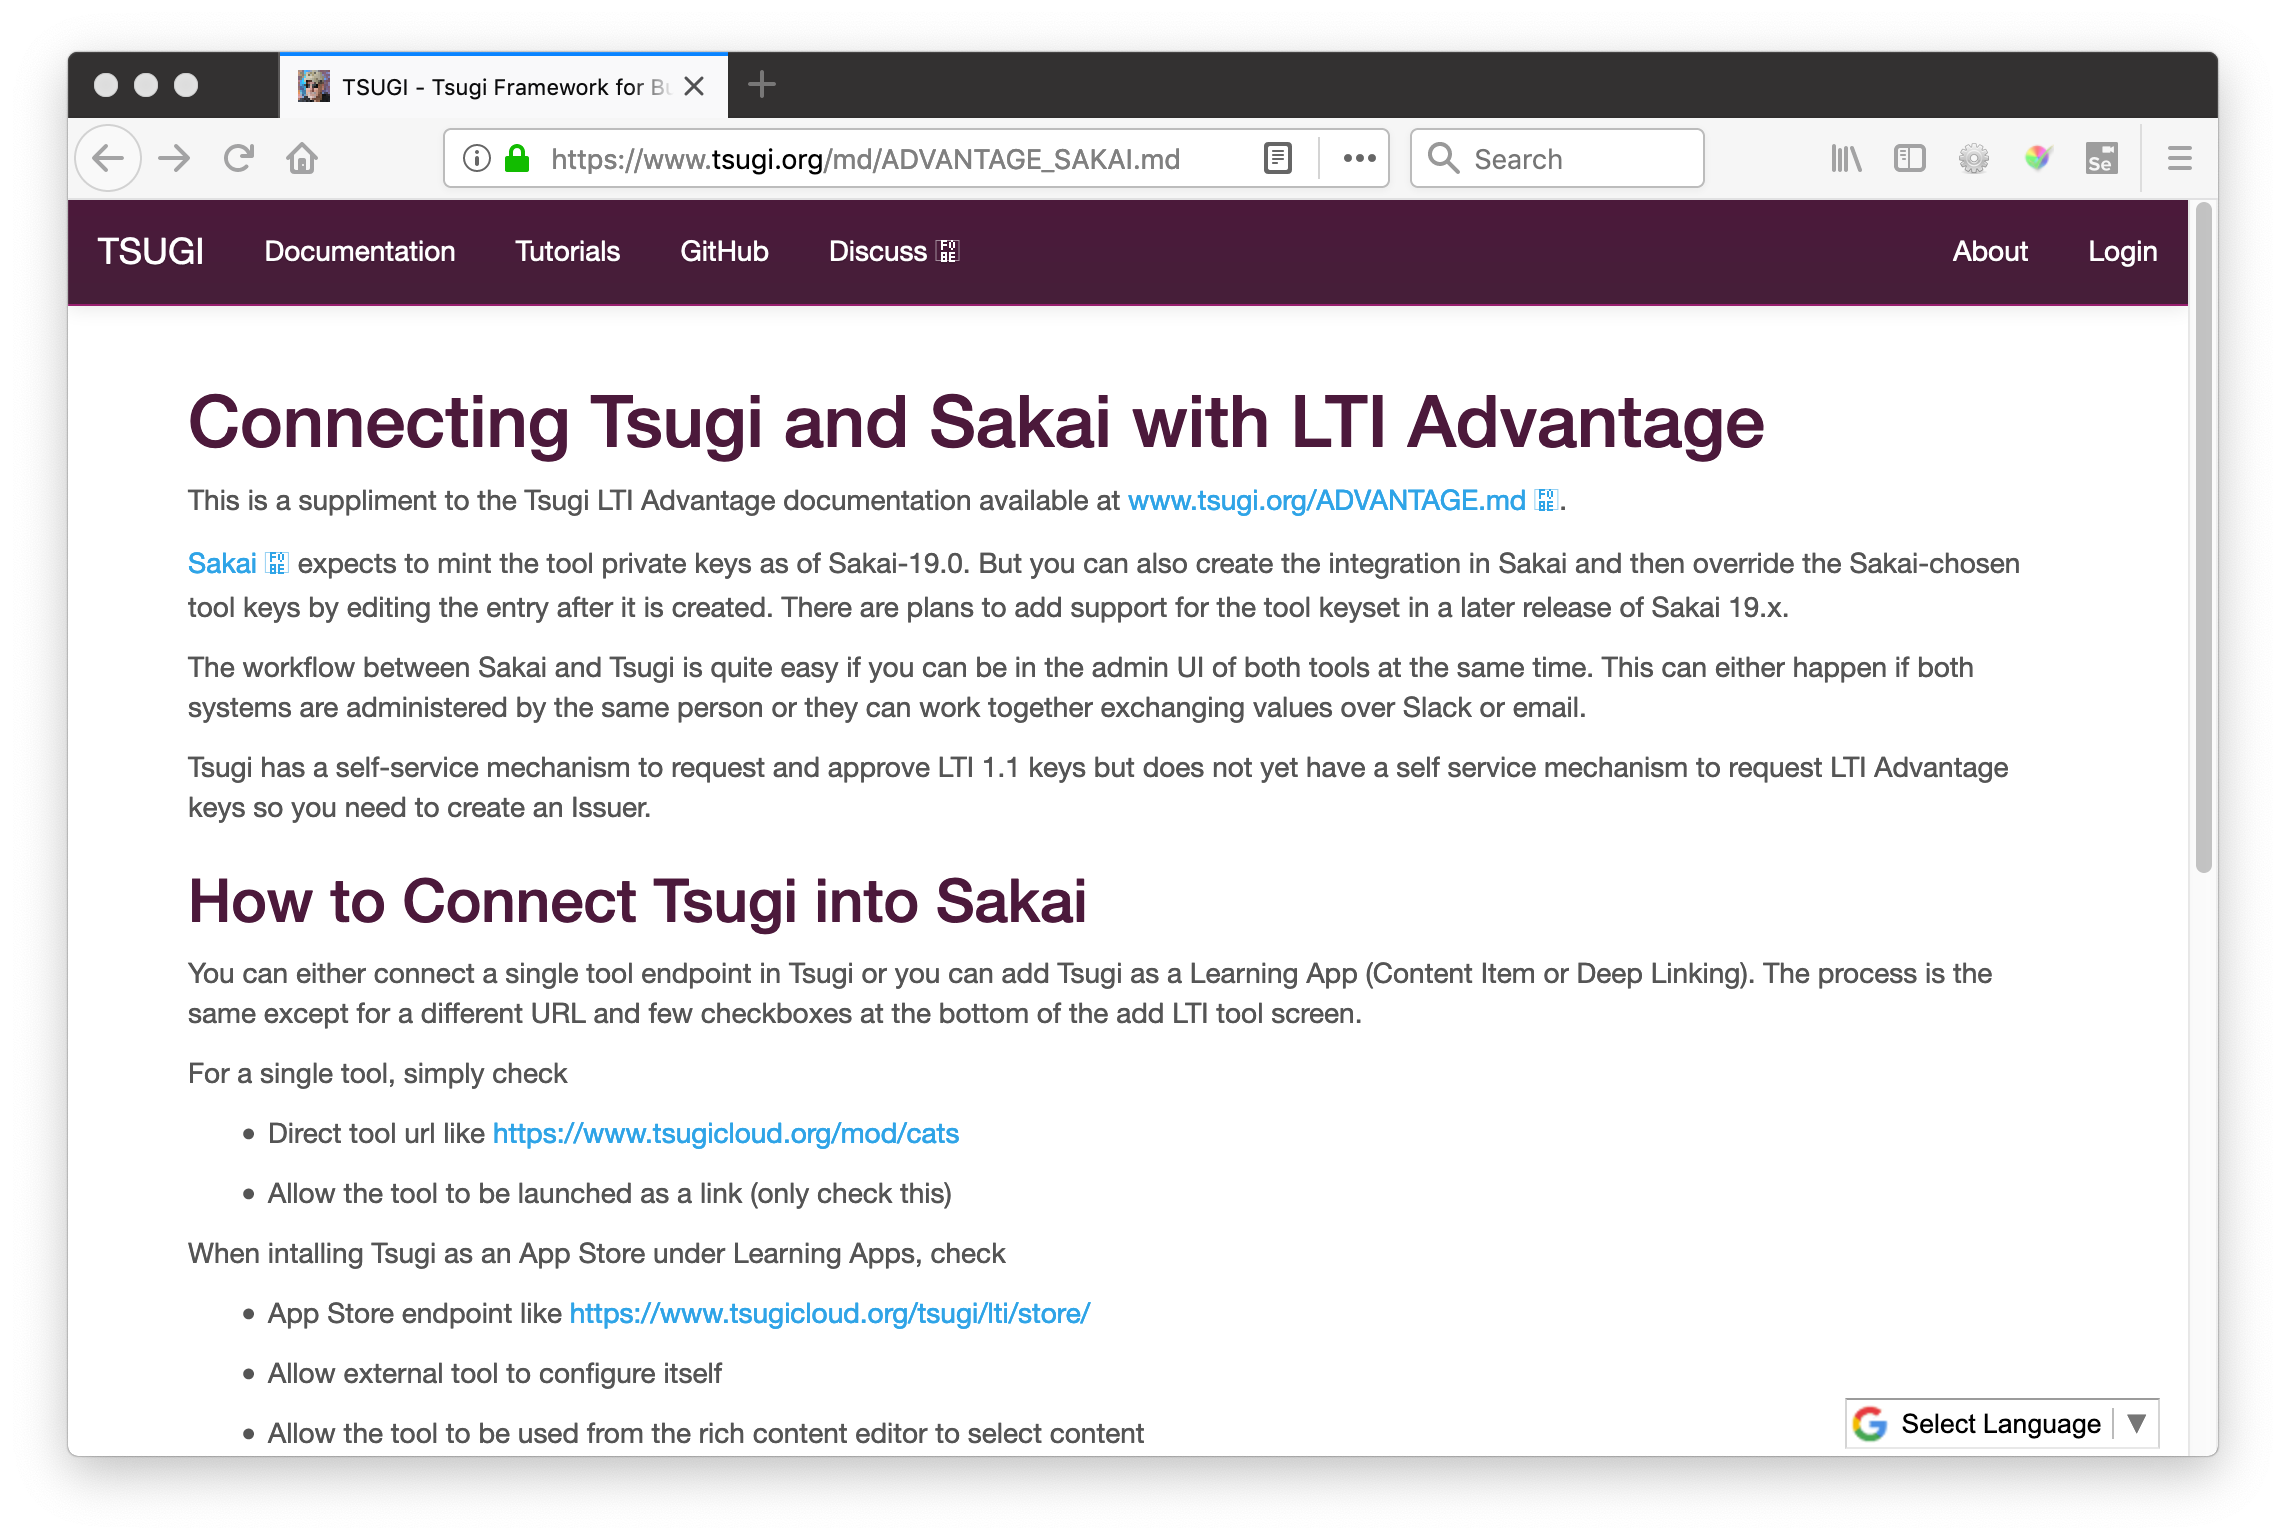 TSUGI - Tsugi Framework for Bu
https://www.tsugi.org/md/ADVANTAGE_SAKAI.md
Search
Se
TSUGI Documentation Tutorials GitHub Discuss About Login
Connecting Tsugi and Sakai with LTI Advantage
This is a suppliment to the Tsugi LTI Advantage documentation available at www.tsugi.org/ADVANTAGE.md .
Sakai expects to mint the tool private keys as of Sakai-19.0. But you can also create the integration in Sakai and then override the Sakai-chosen
tool keys by editing the entry after it is created. There are plans to add support for the tool keyset in a later release of Sakai 19.x.
The workflow between Sakai and Tsugi is quite easy if you can be in the admin UI of both tools at the same time. This can either happen if both
systems are administered by the same person or they can work together exchanging values over Slack or email.
Tsugi has a self-service mechanism to request and approve LTI 1.1 keys but does not yet have a self service mechanism to request LTI Advantage
keys so you need to create an Issuer.
How to Connect Tsugi into Sakai
You can either connect a single tool endpoint in Tsugi or you can add Tsugi as a Learning App (Content Item or Deep Linking). The process is the
same except for a different URL and few checkboxes at the bottom of the add LTI tool screen.
For a single tool, simply check
• Direct tool url like https://www.tsugicloud.org/mod/cats
• Allow the tool to be launched as a link (only check this)
When intalling Tsugi as an App Store under Learning Apps, check
• App Store endpoint like https://www.tsugicloud.org/tsugi/lti/store/
• Allow external tool to configure itself
• Allow the tool to be used from the rich content editor to select content
Select Language